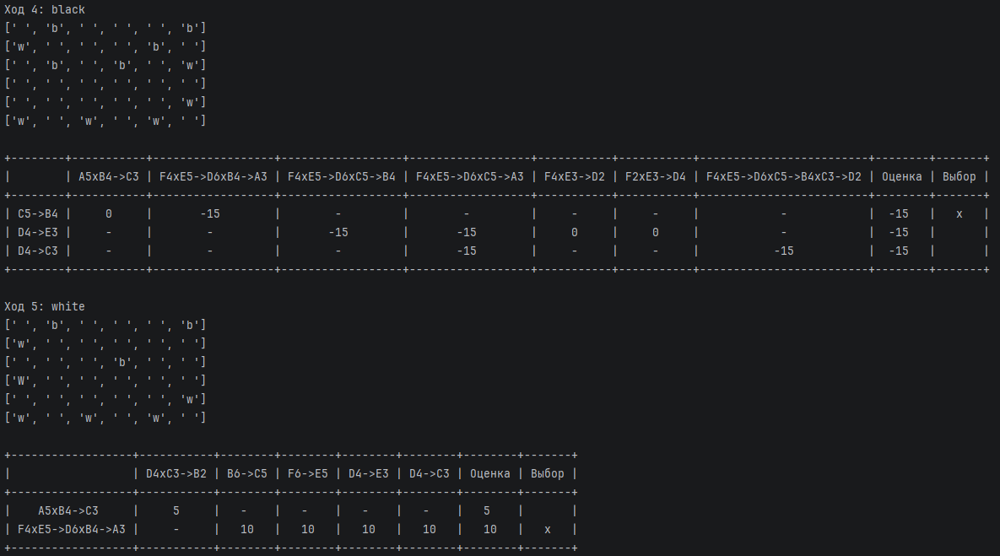 Ход 4: black
[' ', 'b', ' ', ' ', ' ', 'b']
['w', ' ', ' ', ' ', 'b', ' ']
[' ', 'b', ' ', 'b', ' ', 'w']
[' ', ' ', ' ', ' ', ' ', ' ']
[' ', ' ', ' ', ' ', ' ', 'w']
['w', ' ', 'w', ' ', 'w', ' ']
+--------+-----------+------------------+------------------+------------------+-----------+-----------+-------------------------+--------+-------+
|        | A5xB4->C3 | F4xE5->D6xB4->A3 | F4xE5->D6xC5->B4 | F4xE5->D6xC5->A3 | F4xE3->D2 | F2xE3->D4 | F4xE5->D6xC5->B4xC3->D2 | Оценка | Выбор |
+--------+-----------+------------------+------------------+------------------+-----------+-----------+-------------------------+--------+-------+
| C5->B4 |     0     |       -15        |        -         |        -         |     -     |     -     |            -            |  -15   |   x   |
| D4->E3 |     -     |        -         |       -15        |       -15        |     0     |     0     |            -            |  -15   |       |
| D4->C3 |     -     |        -         |        -         |       -15        |     -     |     -     |           -15           |  -15   |       |
+--------+-----------+------------------+------------------+------------------+-----------+-----------+-------------------------+--------+-------+
Ход 5: white
[' ', 'b', ' ', ' ', ' ', 'b']
['w', ' ', ' ', ' ', ' ', ' ']
[' ', ' ', ' ', 'b', ' ', ' ']
['W', ' ', ' ', ' ', ' ', ' ']
[' ', ' ', ' ', ' ', ' ', 'w']
['w', ' ', 'w', ' ', 'w', ' ']
+------------------+-----------+--------+--------+--------+--------+--------+-------+
|                  | D4xC3->B2 | B6->C5 | F6->E5 | D4->E3 | D4->C3 | Оценка | Выбор |
+------------------+-----------+--------+--------+--------+--------+--------+-------+
|    A5xB4->C3     |     5     |   -    |   -    |   -    |   -    |   5    |       |
| F4xE5->D6xB4->A3 |     -     |   10   |   10   |   10   |   10   |   10   |   x   |
+------------------+-----------+--------+--------+--------+--------+--------+-------+